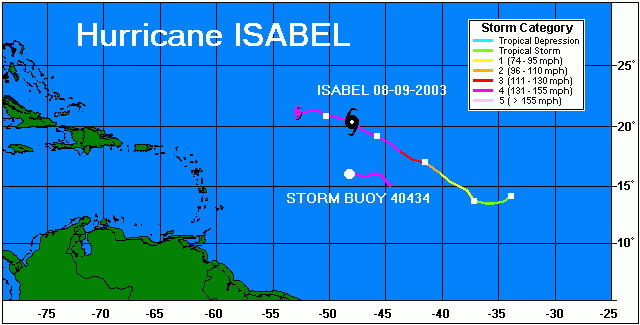 Hurricane ISABEL
Storm Category
Tropical Depression
Tropical Storm
1 (74 - 95 mph)
2 (96 - 110 mph)
3 (111 - 130 mph)
4 (131 - 155 mph)
5 ( > 155 mph)
25°
ISABEL 08-09-2003
20°
STORM BUOY 40434
15°
10°
-75 -70 -65 -60 -55 -50 -45 -40 -35 -30 -25